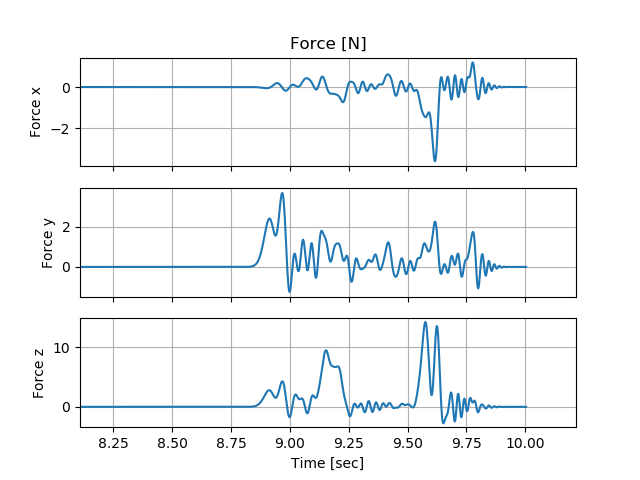 Force [N]
Force x
0
−2
Force y
2
0
Force z
10
0
8.25 8.50 8.75 9.00 9.25 9.50 9.75 10.00
Time [sec]